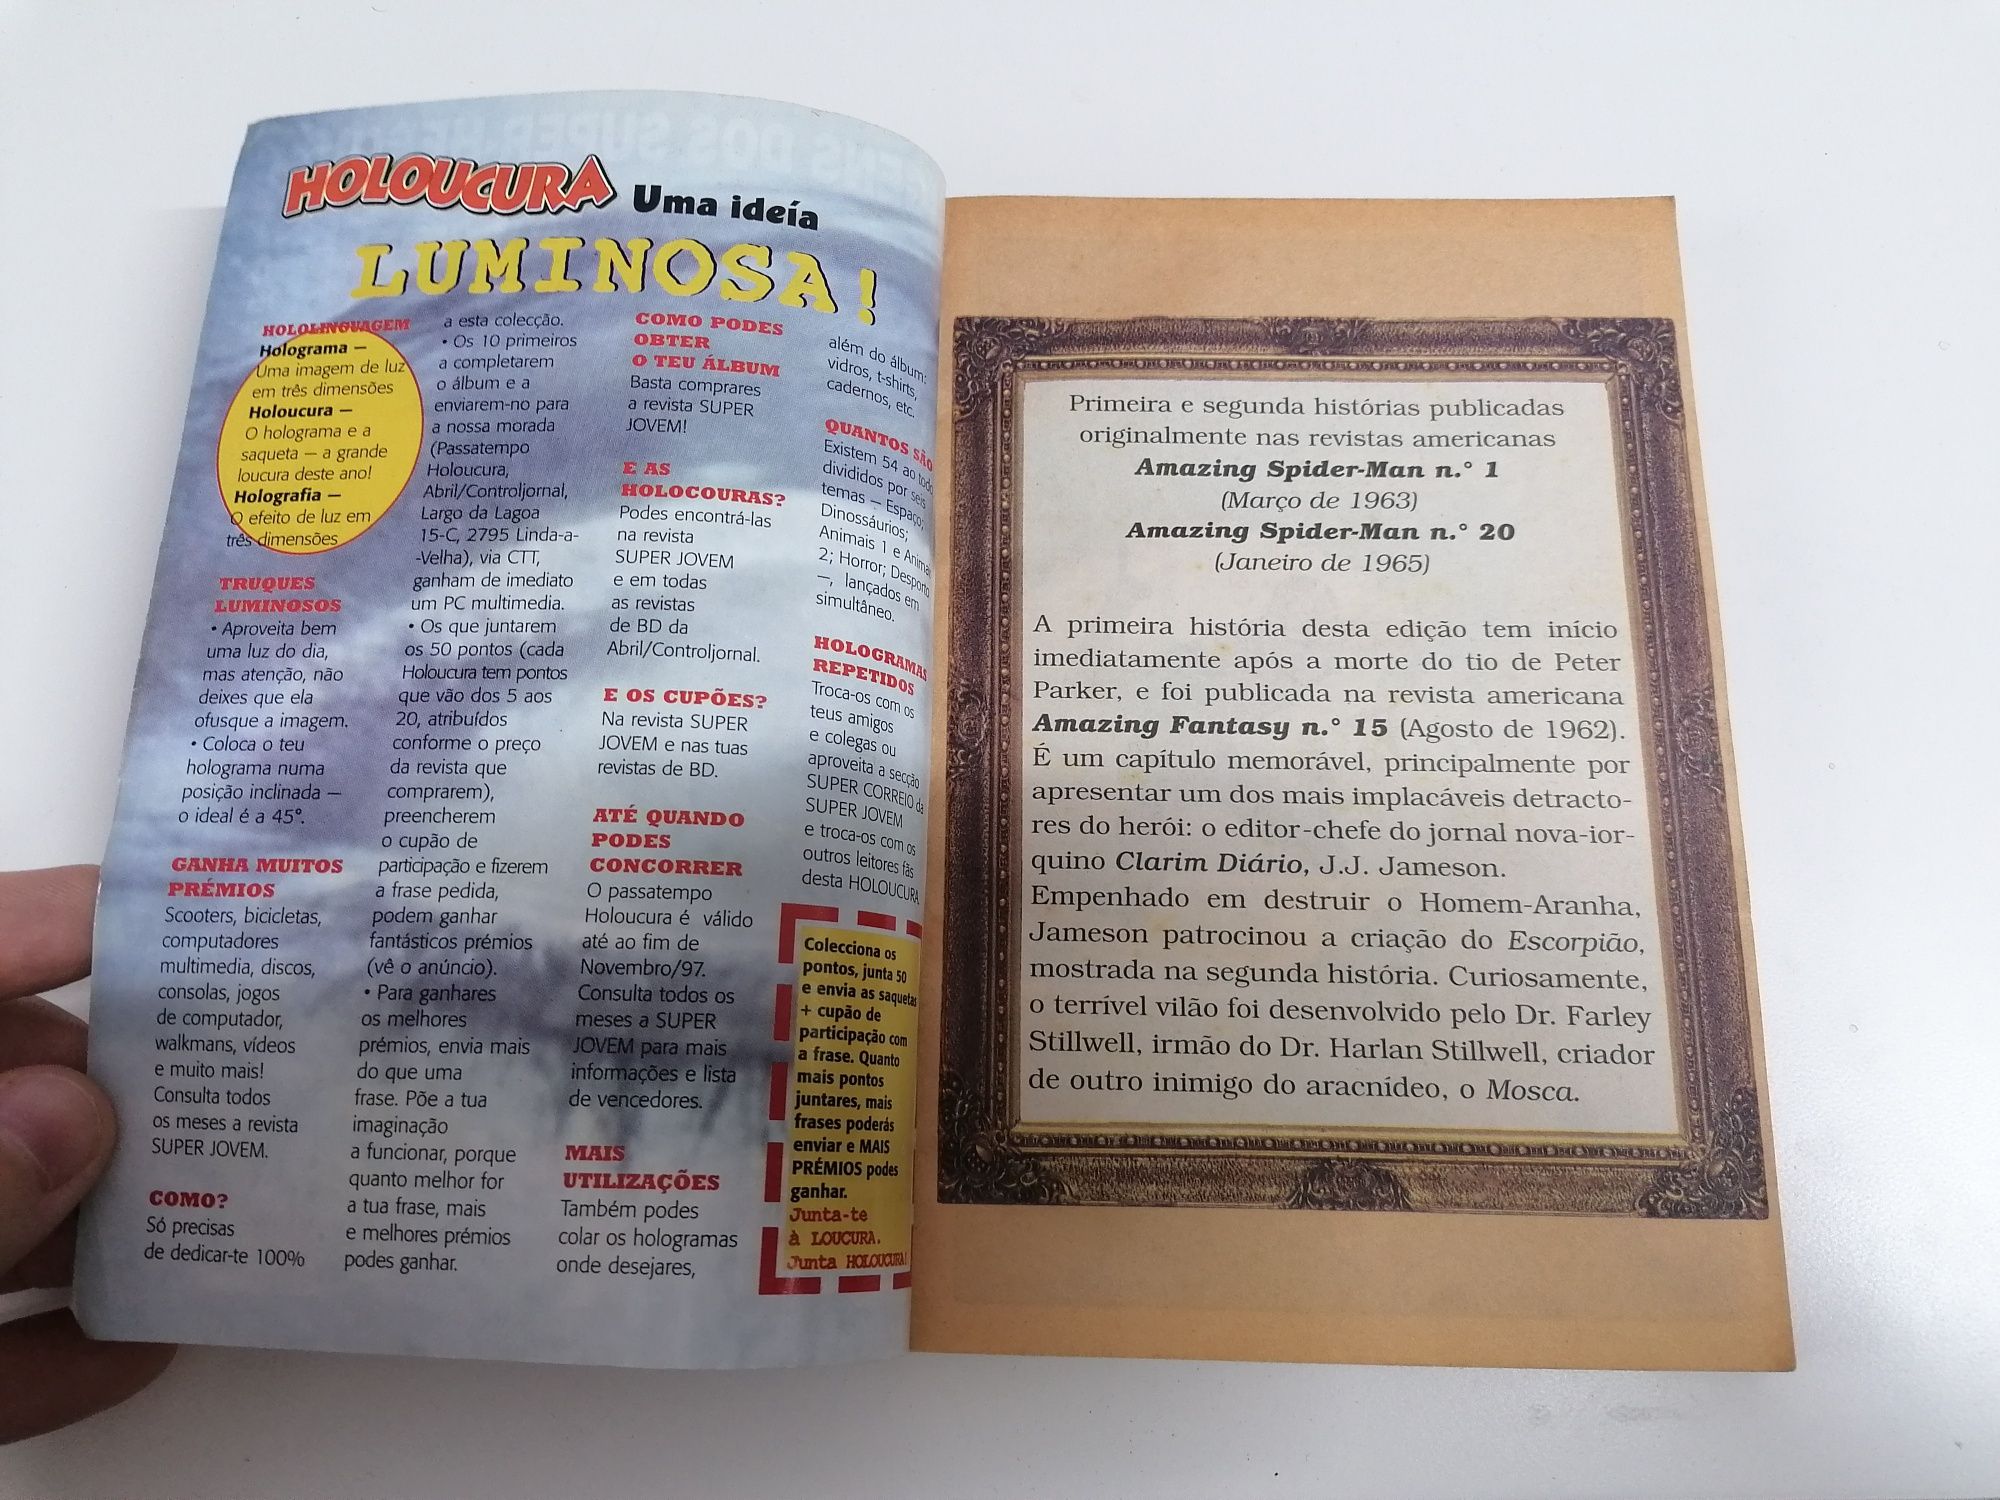 HOLOUCURA Uma ideía
LUMINOSA!
HOLOLINGUAGEM
Holograma —
Uma imagem de luz
em três dimensões
Holoucura —
O holograma e a
saqueta — a grande
loucura deste ano!
Holografia —
O efeito de luz em
três dimensões
TRUQUES
LUMINOSOS
• Aproveita bem
uma luz do dia,
mas atenção, não
deixes que ela
ofusque a imagem.
• Coloca o teu
holograma numa
posição inclinada —
o ideal é a 45°.
GANHA MUITOS
PRÉMIOS
Scooters, bicicletas,
computadores
multimedia, discos,
consolas, jogos
de computador,
walkmans, vídeos
e muito mais!
Consulta todos
os meses a revista
SUPER JOVEM.
COMO?
Só precisas
de dedicar-te 100%
a esta colecção.
• Os 10 primeiros
a completarem
o álbum e a
enviarem-no para
a nossa morada
(Passatempo
Holoucura,
Abril/Controljornal,
Largo da Lagoa
15-C, 2795 Linda-a-
-Velha), via CTT,
ganham de imediato
um PC multimedia.
• Os que juntarem
os 50 pontos (cada
Holoucura tem pontos
que vão dos 5 aos
20, atribuídos
conforme o preço
da revista que
comprarem),
preencherem
o cupão de
participação e fizerem
a frase pedida,
podem ganhar
fantásticos prémios
(vê o anúncio).
• Para ganhares
os melhores
prémios, envia mais
do que uma
frase. Põe a tua
imaginação
a funcionar, porque
quanto melhor for
a tua frase, mais
e melhores prémios
podes ganhar.
COMO PODES
OBTER
O TEU ÁLBUM
Basta comprares
a revista SUPER
JOVEM!
E AS
HOLOCOURAS?
Podes encontrá-las
na revista
SUPER JOVEM
e em todas
as revistas
de BD da
Abril/Controljornal.
E OS CUPÕES?
Na revista SUPER
JOVEM e nas tuas
revistas de BD.
ATÉ QUANDO
PODES
CONCORRER
O passatempo
Holoucura é válido
até ao fim de
Novembro/97.
Consulta todos os
meses a SUPER
JOVEM para mais
informações e lista
de vencedores.
MAIS
UTILIZAÇÕES
Também podes
colar os hologramas
onde desejares,
além do álbum:
vidros, t-shirts,
cadernos, etc.
QUANTOS SÃO
Existem 54 ao todo
divididos por seis
temas — Espaço;
Dinossáurios;
Animais 1 e Animais
2; Horror; Desporto
—, lançados em
simultâneo.
HOLOGRAMAS
REPETIDOS
Troca-os com os
teus amigos
e colegas ou
aproveita a secção
SUPER CORREIO da
SUPER JOVEM
e troca-os com os
outros leitores fãs
desta HOLOUCURA
Colecciona os
pontos, junta 50
e envia as saquetas
+ cupão de
participação com
a frase. Quanto
mais pontos
juntares, mais
frases poderás
enviar e MAIS
PRÉMIOS podes
ganhar.
Junta-te
à LOUCURA.
Junta HOLOUCURA!
Primeira e segunda histórias publicadas
originalmente nas revistas americanas
Amazing Spider-Man n.° 1
(Março de 1963)
Amazing Spider-Man n.° 20
(Janeiro de 1965)
A primeira história desta edição tem início
imediatamente após a morte do tio de Peter
Parker, e foi publicada na revista americana
Amazing Fantasy n.° 15 (Agosto de 1962).
É um capítulo memorável, principalmente por
apresentar um dos mais implacáveis detracto-
res do herói: o editor-chefe do jornal nova-ior-
quino Clarim Diário, J.J. Jameson.
Empenhado em destruir o Homem-Aranha,
Jameson patrocinou a criação do Escorpião,
mostrada na segunda história. Curiosamente,
o terrível vilão foi desenvolvido pelo Dr. Farley
Stillwell, irmão do Dr. Harlan Stillwell, criador
de outro inimigo do aracnídeo, o Mosca.